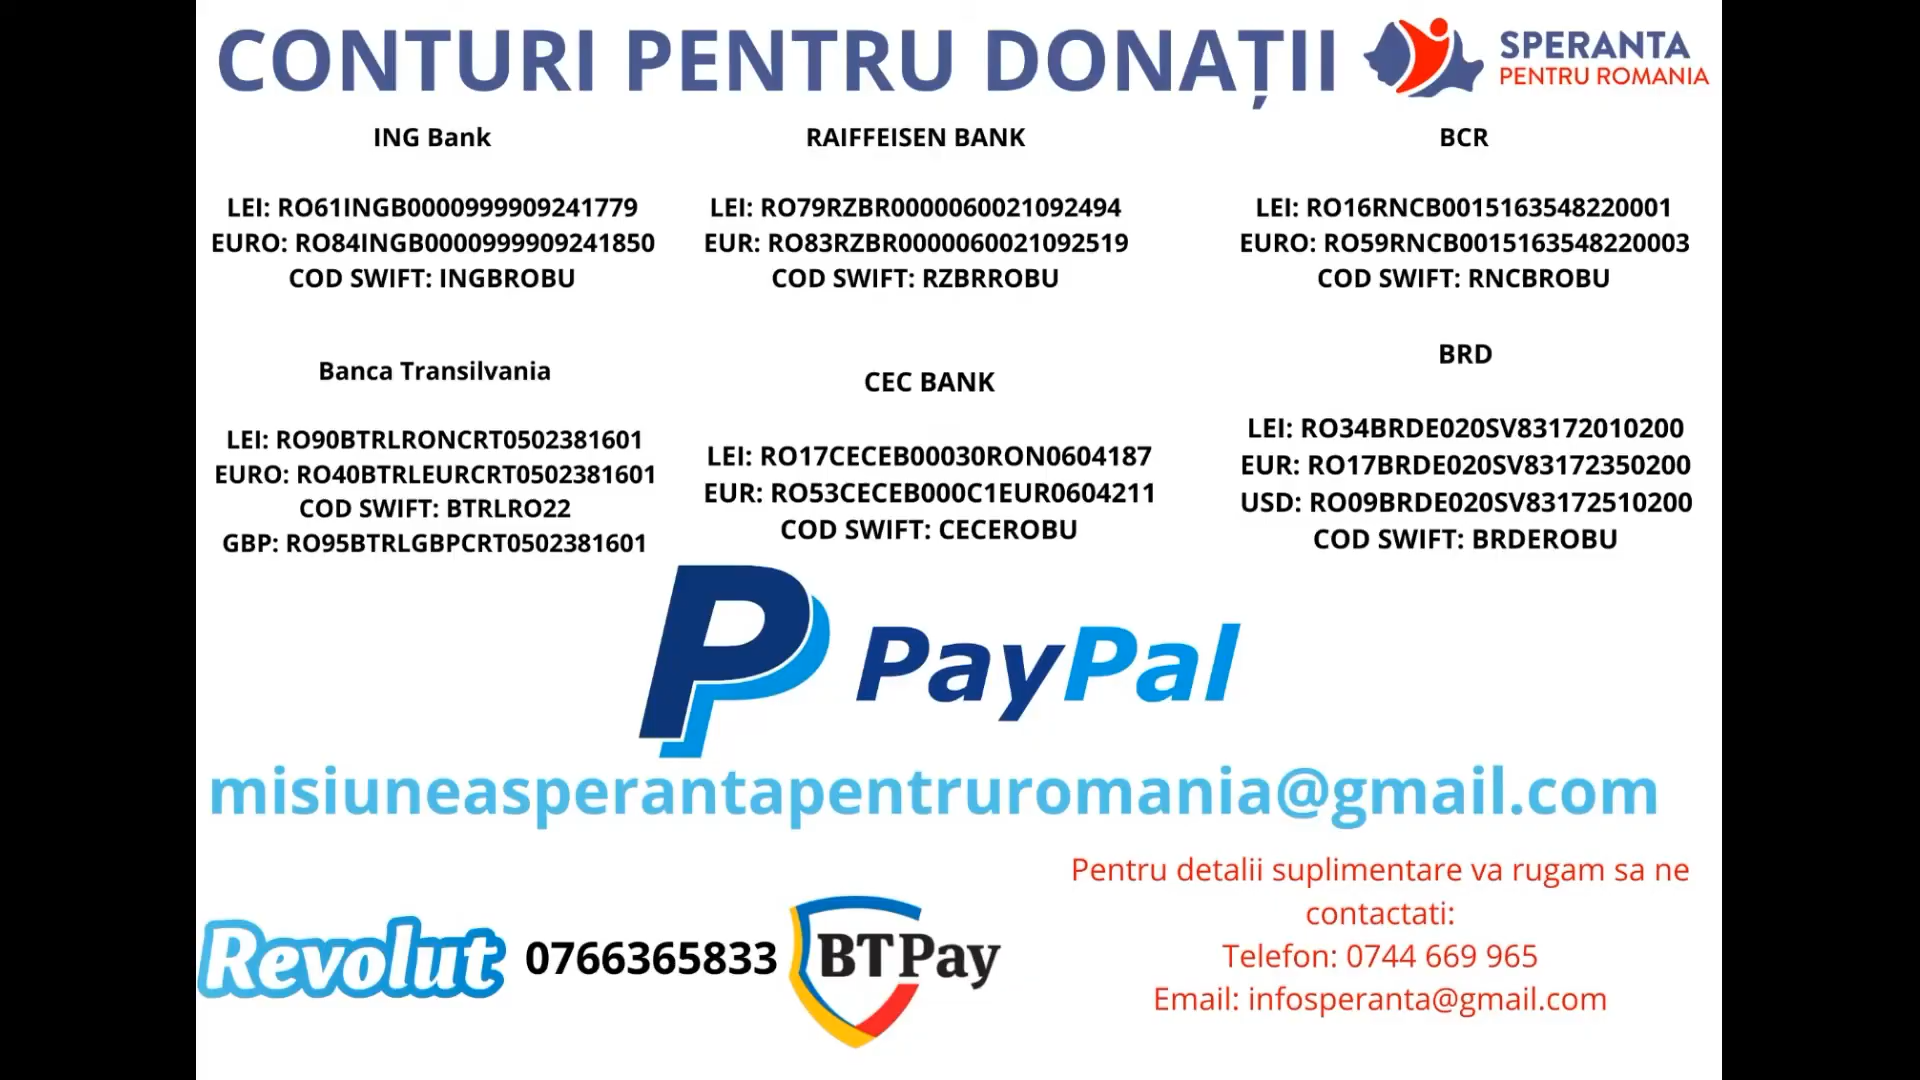 CONTURI PENTRU DONAȚII
SPERANTA
PENTRU ROMANIA
ING Bank
LEI: RO61INGB0000999909241779
EURO: RO84INGB0000999909241850
COD SWIFT: INGBROBU
RAIFFEISEN BANK
LEI: RO79RZBR0000060021092494
EUR: RO83RZBR0000060021092519
COD SWIFT: RZBRROBU
BCR
LEI: RO16RNCB0015163548220001
EURO: RO59RNCB0015163548220003
COD SWIFT: RNCBROBU
Banca Transilvania
LEI: RO90BTRLRONCRT0502381601
EURO: RO40BTRLEURCRT0502381601
COD SWIFT: BTRLRO22
GBP: RO95BTRLGBPCRT0502381601
CEC BANK
LEI: RO17CECEB00030RON0604187
EUR: RO53CECEB000C1EUR0604211
COD SWIFT: CECEROBU
BRD
LEI: RO34BRDE020SV83172010200
EUR: RO17BRDE020SV83172350200
USD: RO09BRDE020SV83172510200
COD SWIFT: BRDEROBU
PayPal
misiuneasperantapentruromania@gmail.com
Revolut 0766365833 BT Pay
Pentru detalii suplimentare va rugam sa ne
contactati:
Telefon: 0744 669 965
Email: infosperanta@gmail.com